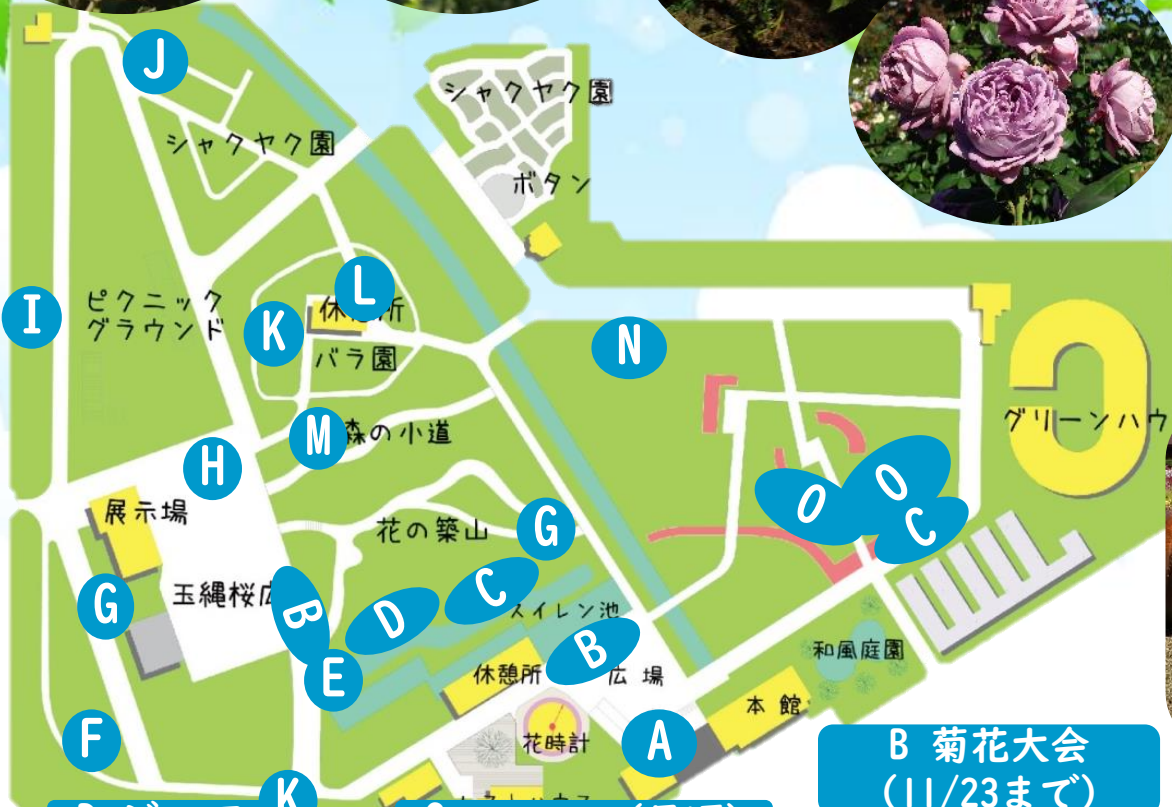 J
シャクヤク園
シャクヤク園
ボタン
I
ピクニック
グラウンド
L
K
休憩所
バラ園
N
M
森の小道
H
展示場
花の築山
G
グリーンハウ
O
O
C
G
玉縄桜広
B
D
C
スイレン池
E
B
休憩所
広場
和風庭園
本館
F
花時計
A
K
B 菊花大会
(11/23まで)